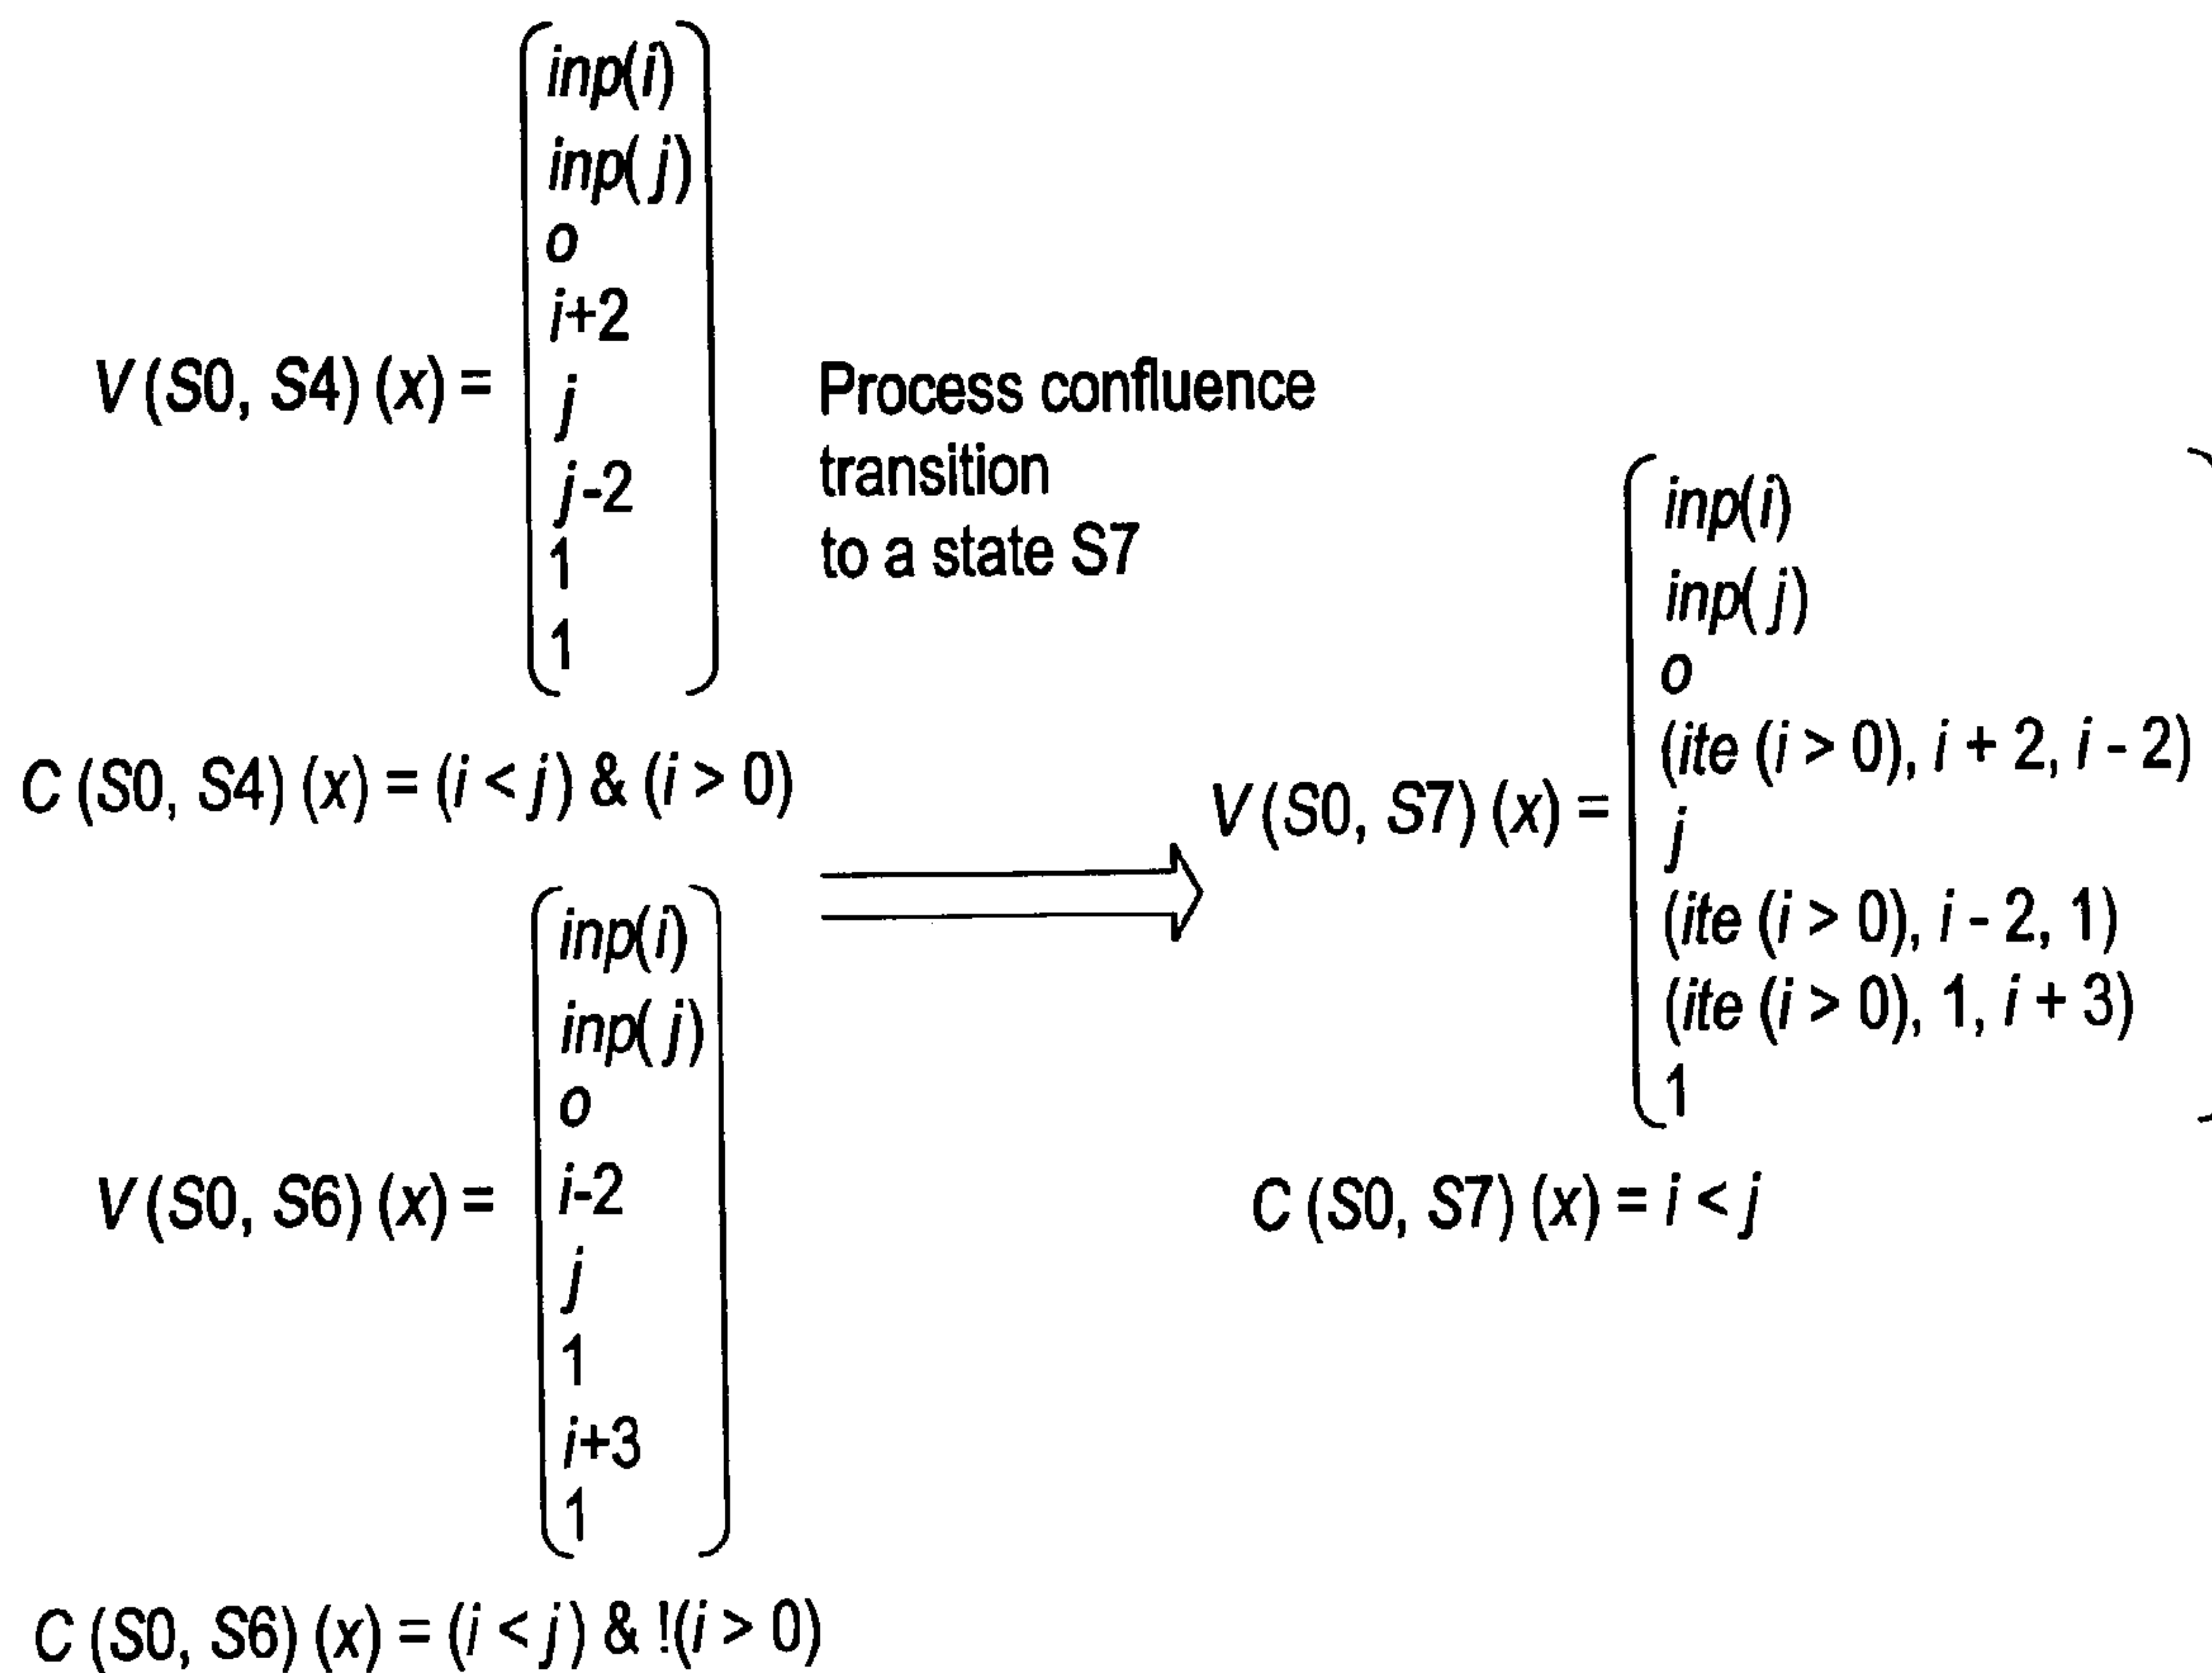 V (S0, S4) (x) =
inp(i)
inp( j)
o
i+2
j
j-2
1
1
C (S0, S4) (x) = (i < j) & (i > 0)
Process confluence
transition
to a state S7
V (S0, S6) (x) =
inp(i)
inp( j)
o
i-2
j
1
i+3
1
C (S0, S6) (x) = (i < j) & !(i > 0)
V (S0, S7) (x) =
inp(i)
inp( j)
o
(ite (i > 0), i + 2, i - 2)
j
(ite (i > 0), i - 2, 1)
(ite (i > 0), 1, i + 3)
1
C (S0, S7) (x) = i < j